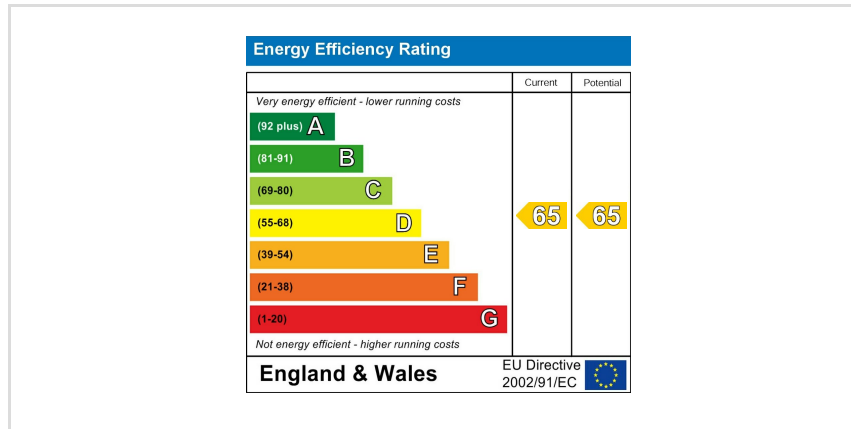 Energy Efficiency Rating
Current Potential
Very energy efficient - lower running costs
(92 plus) A
(81-91) B
(69-80) C
(55-68) D 65 65
(39-54) E
(21-38) F
(1-20) G
Not energy efficient - higher running costs
England & Wales
EU Directive
2002/91/EC